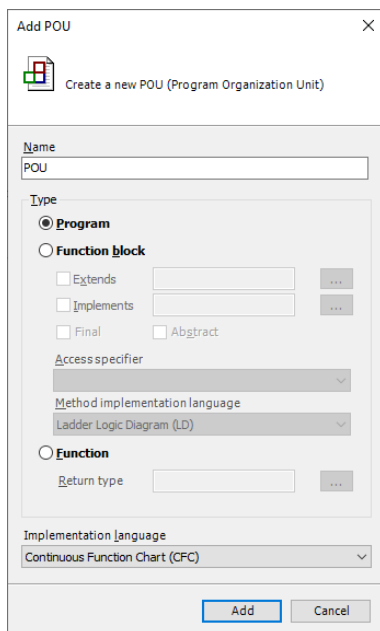 Add POU
Create a new POU (Program Organization Unit)
Name
POU
Type
Program
Function block
Extends
...
Implements
...
Final Abstract
Access specifier
Method implementation language
Ladder Logic Diagram (LD)
Function
Return type
...
Implementation language
Continuous Function Chart (CFC)
Add Cancel